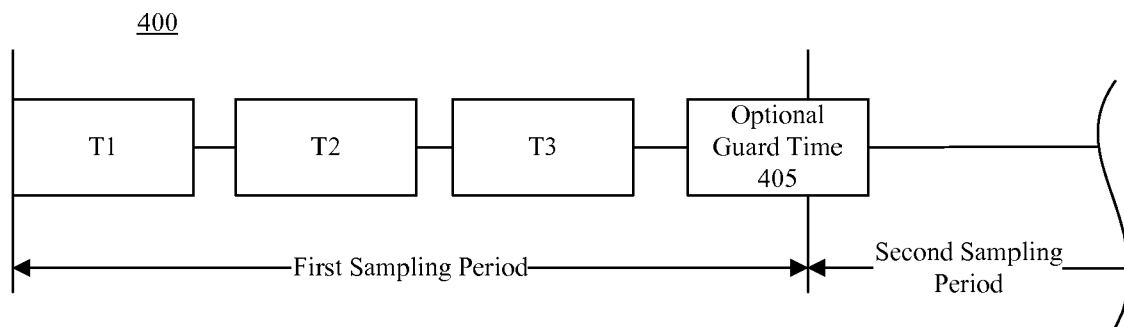 400
T1
T2
T3
Optional
Guard Time
405
First Sampling Period
Second Sampling
Period